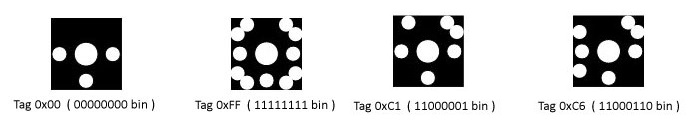 Tag 0x00 ( 00000000 bin )
Tag 0xFF ( 11111111 bin )
Tag 0xC1 ( 11000001 bin )
Tag 0xC6 ( 11000110 bin )